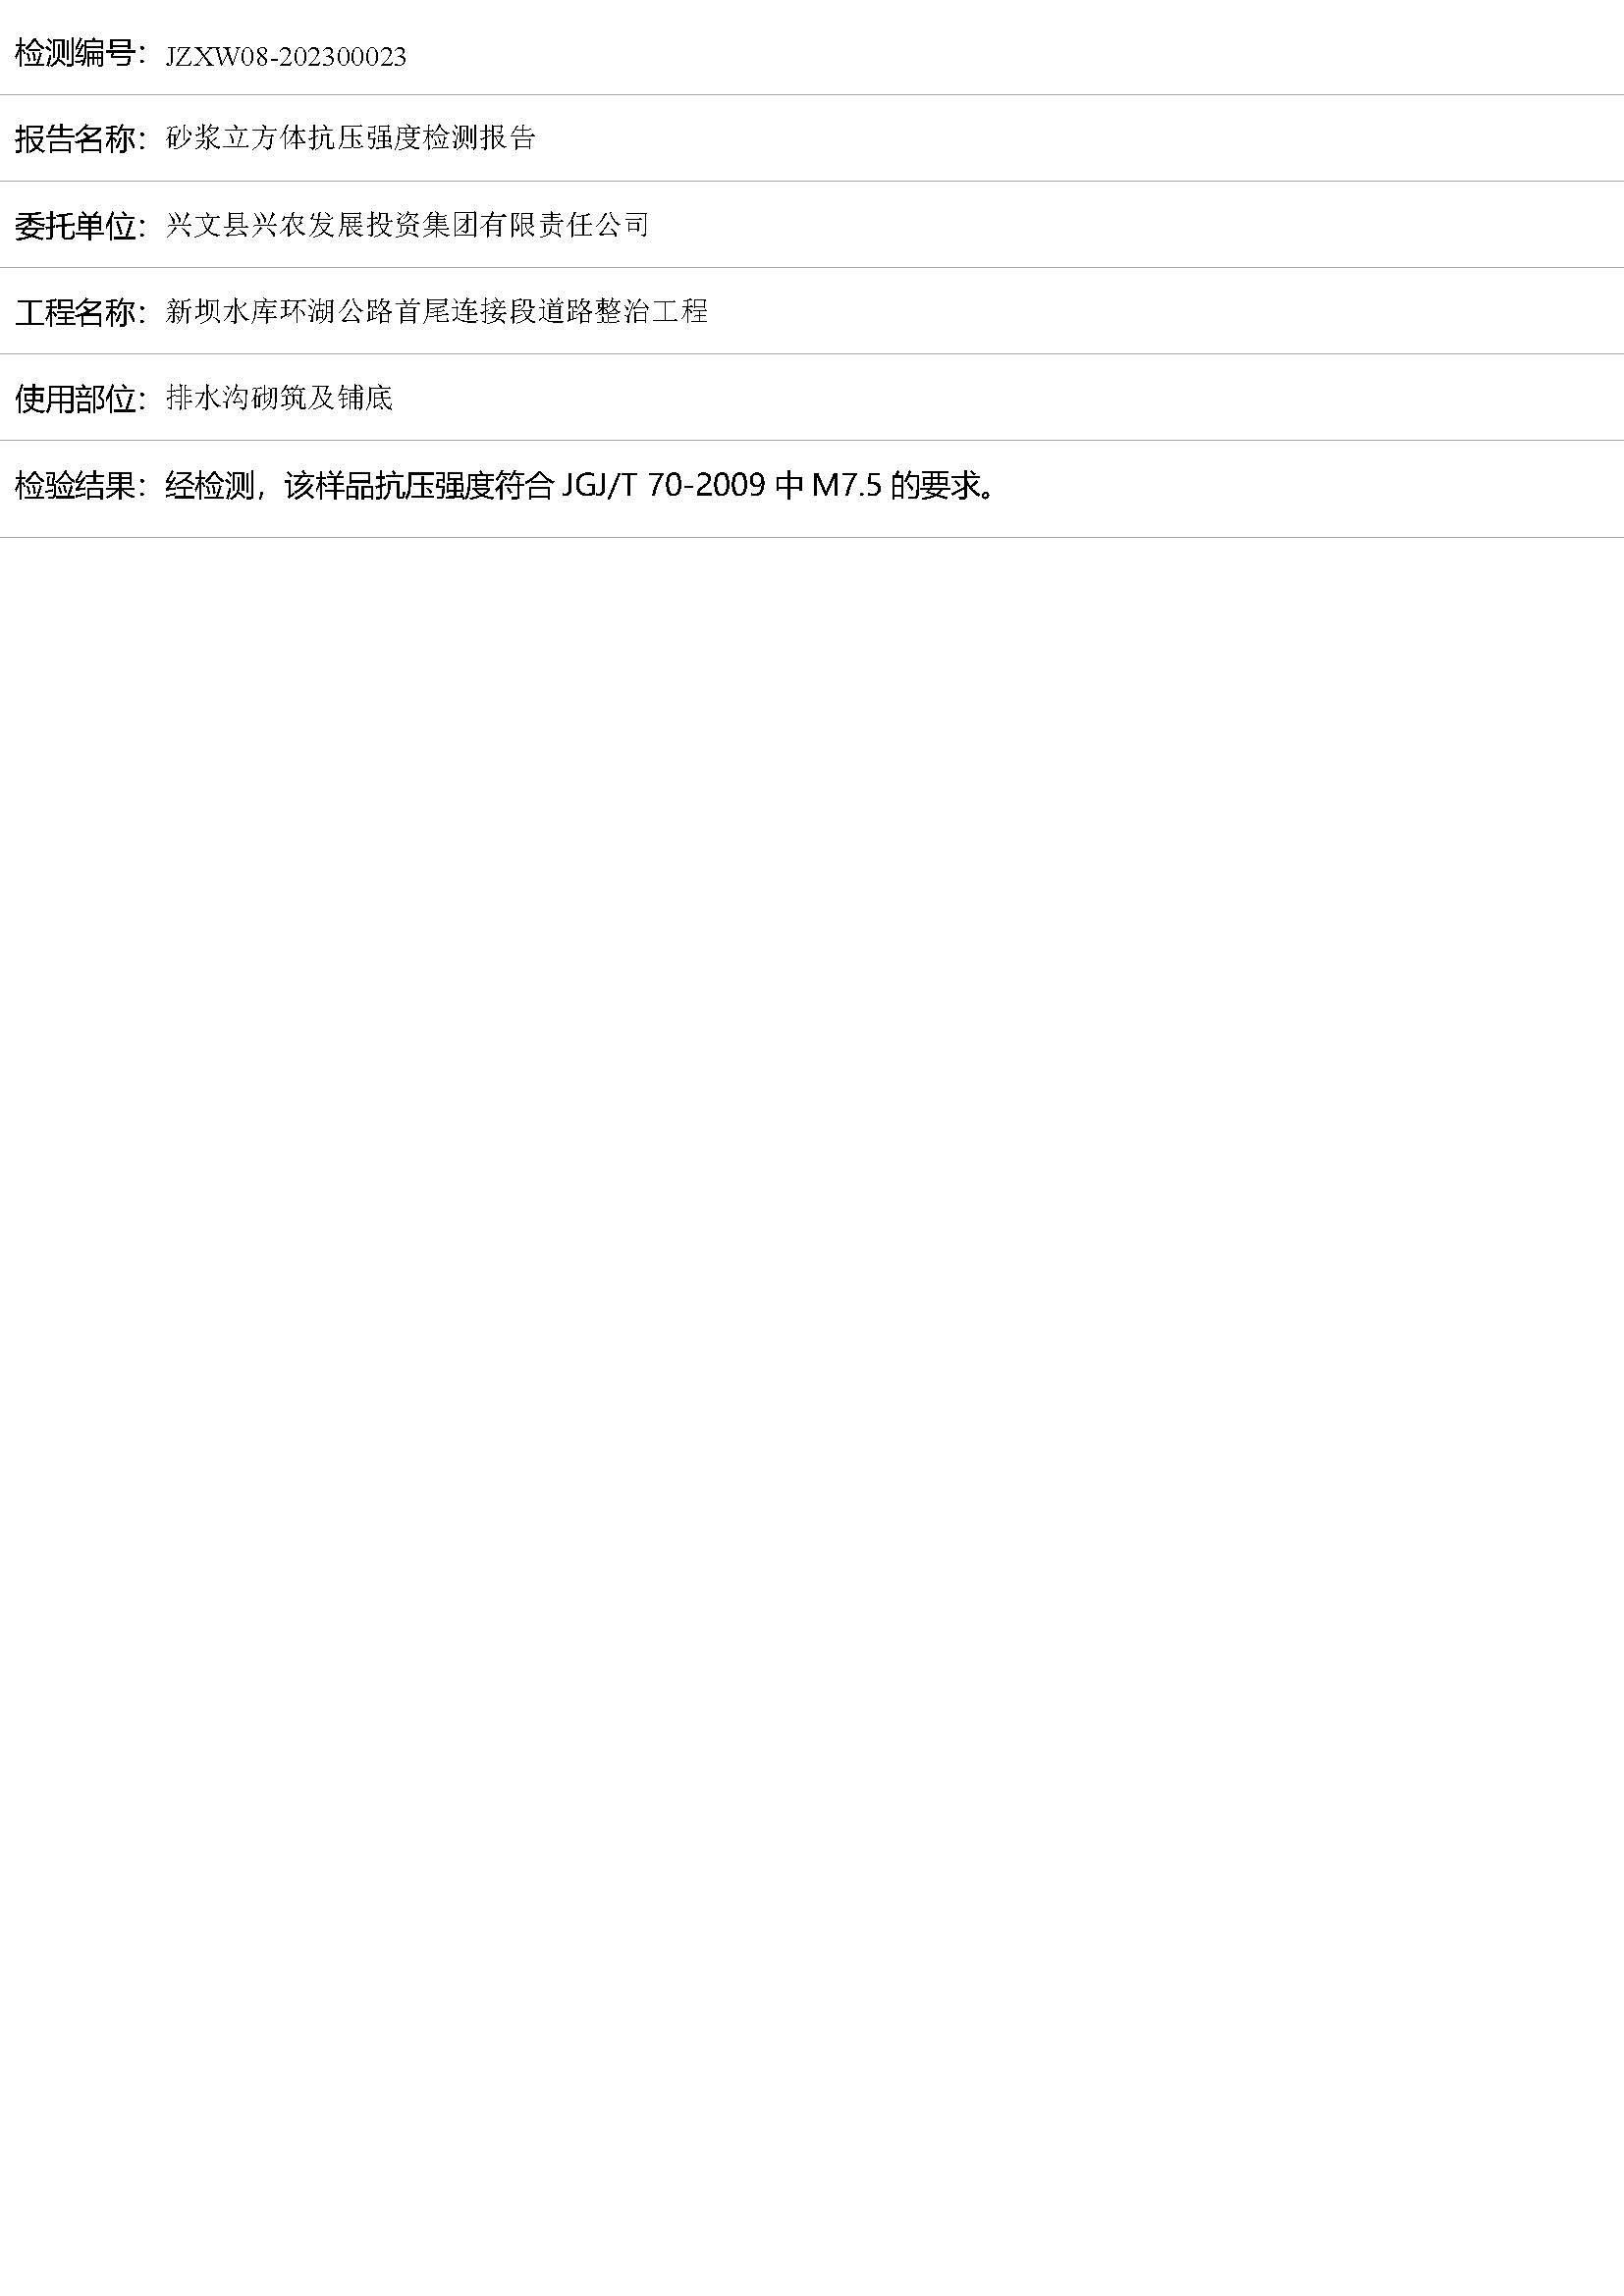 检测编号：JZXW08-202300023
报告名称：砂浆立方体抗压强度检测报告
委托单位：兴文县兴农发展投资集团有限责任公司
工程名称：新坝水库环湖公路首尾连接段道路整治工程
使用部位：排水沟砌筑及铺底
检验结果：经检测，该样品抗压强度符合 JGJ/T 70-2009 中 M7.5 的要求。